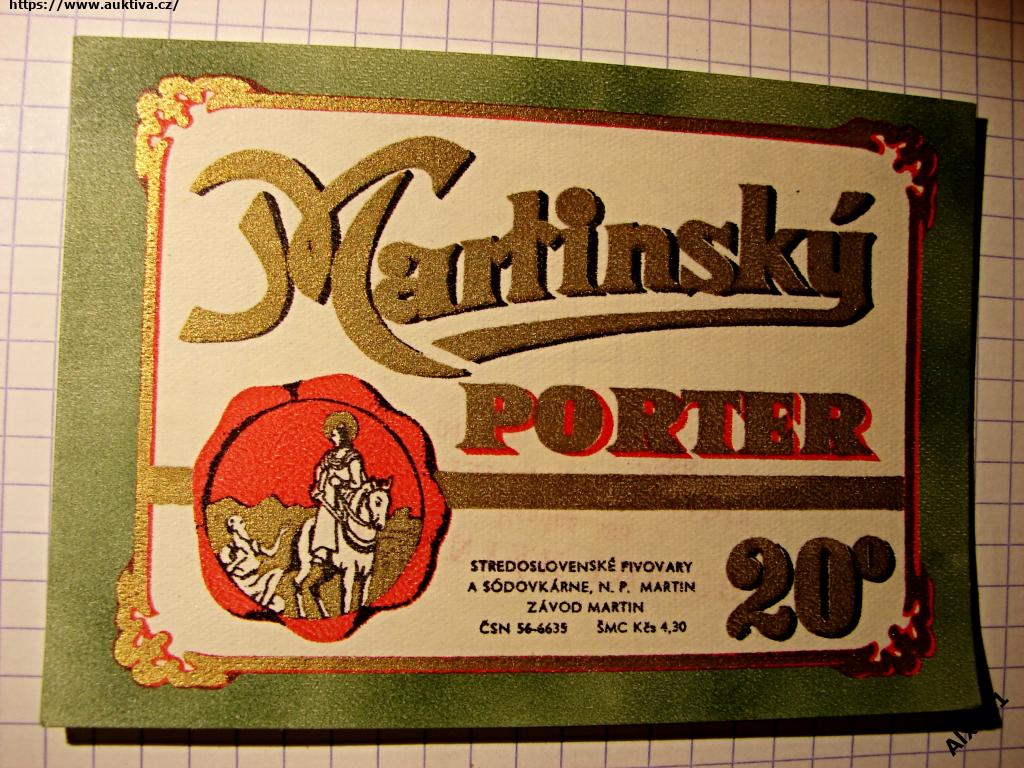 https://www.auktiva.cz/
Martinský
PORTER
STREDOSLOVENSKÉ PIVOVARY
A SÓDOVKÁRNE, N. P. MARTIN
ZÁVOD MARTIN
ČSN 56-6635 ŠMC Kčs 4,30
20°